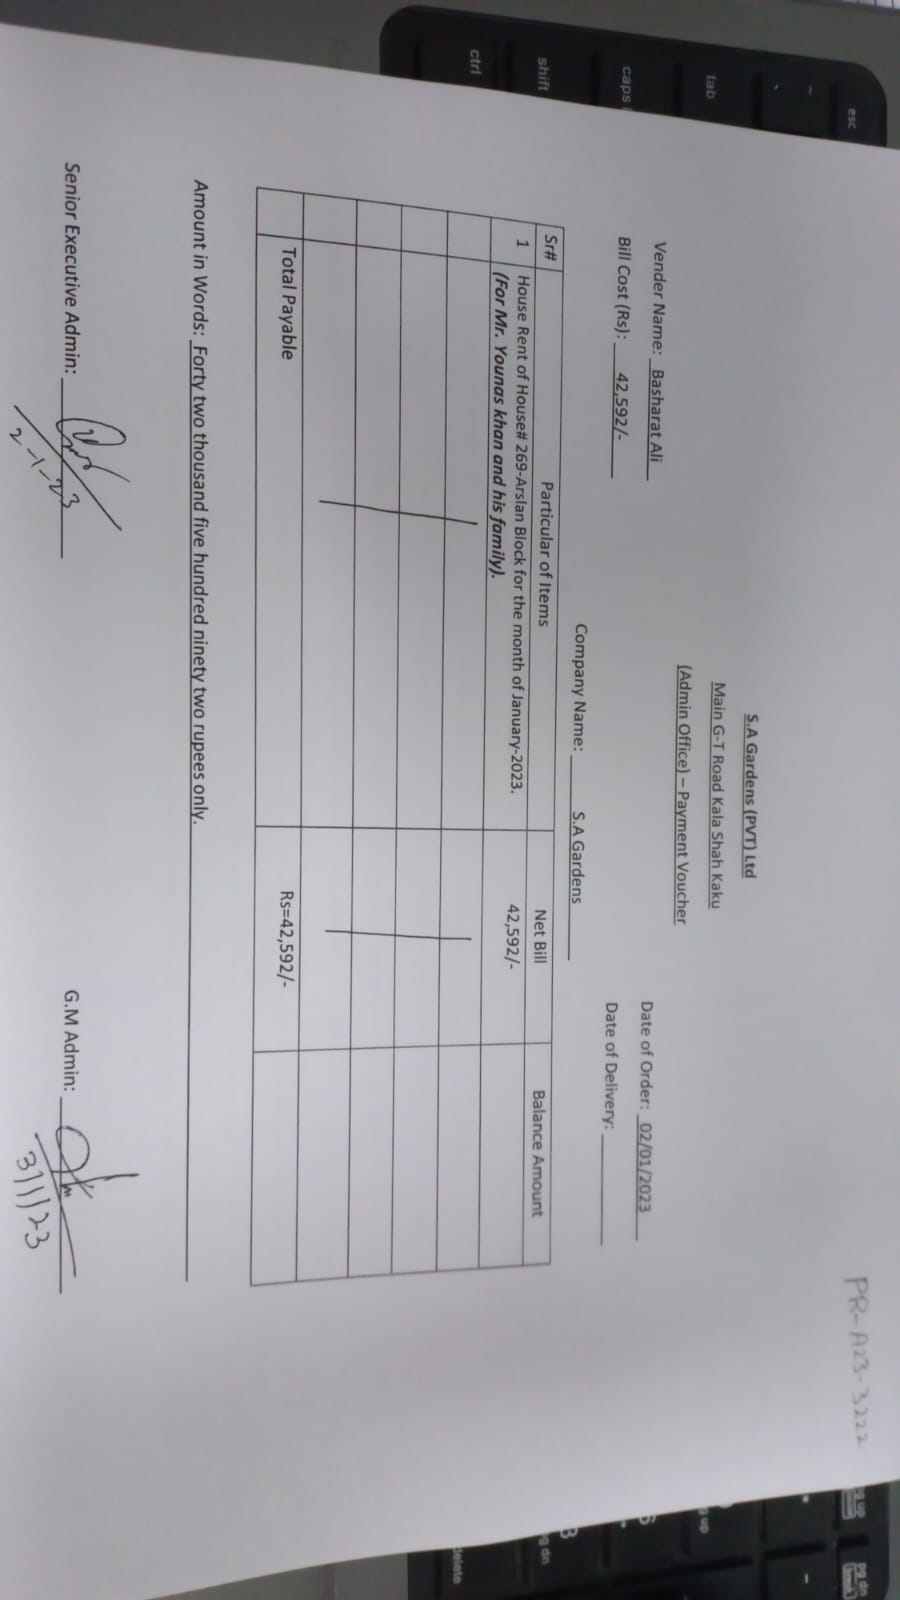 PR-A23-3222
S.A Gardens (PVT) Ltd
Main G-T Road Kala Shah Kaku
(Admin Office) – Payment Voucher
Vender Name: Basharat Ali
Date of Order: 02/01/2023
Bill Cost (Rs): 42,592/-
Date of Delivery:
Company Name: S.A Gardens
Sr# Particular of Items Net Bill Balance Amount
1 House Rent of House# 269-Arslan Block for the month of January-2023. 42,592/-
(For Mr. Younas khan and his family).
Total Payable Rs=42,592/-
Amount in Words: Forty two thousand five hundred ninety two rupees only.
Senior Executive Admin:
G.M Admin:
2-1-23
3/1/23
esc
~
`
tab
caps
shift
ctrl
pg up
pg dn
delete